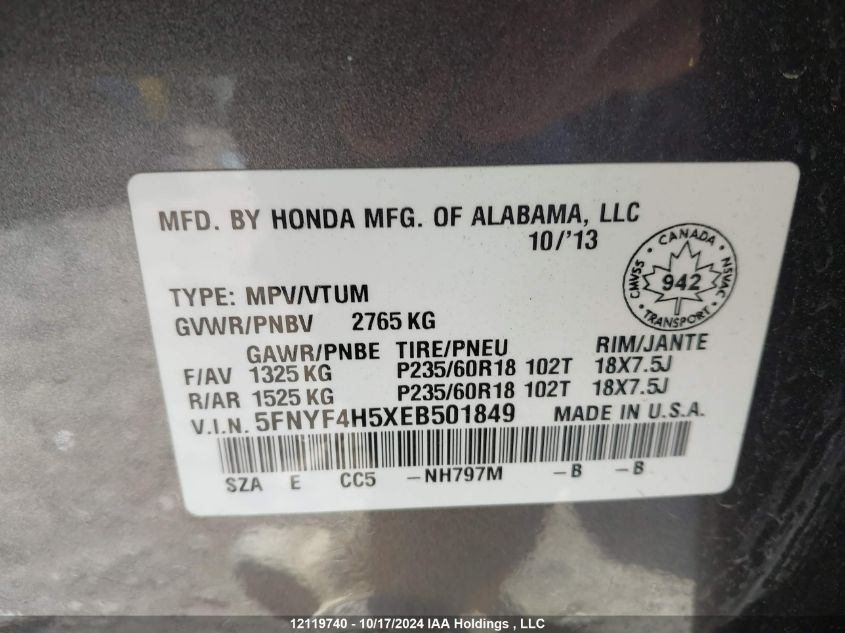 MFD. BY HONDA MFG. OF ALABAMA, LLC
10/'13
CANADA
CMVSS 942 NSVAC
TRANSPORT
TYPE: MPV/VTUM
GVWR/PNBV 2765 KG
GAWR/PNBE TIRE/PNEU RIM/JANTE
F/AV 1325 KG P235/60R18 102T 18X7.5J
R/AR 1525 KG P235/60R18 102T 18X7.5J
V.I.N. 5FNYF4H5XEB501849 MADE IN U.S.A.
SZA E CC5 -NH797M -B -B
12119740 - 10/17/2024 IAA Holdings , LLC